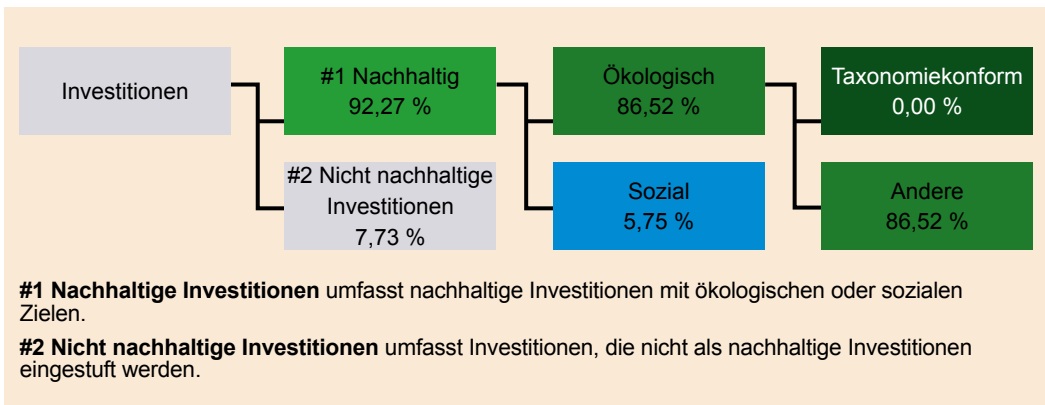 Investitionen
#1 Nachhaltig
92,27 %
Ökologisch
86,52 %
Taxonomiekonform
0,00 %
#2 Nicht nachhaltige
Investitionen
7,73 %
Sozial
5,75 %
Andere
86,52 %
#1 Nachhaltige Investitionen umfasst nachhaltige Investitionen mit ökologischen oder sozialen
Zielen.
#2 Nicht nachhaltige Investitionen umfasst Investitionen, die nicht als nachhaltige Investitionen
eingestuft werden.